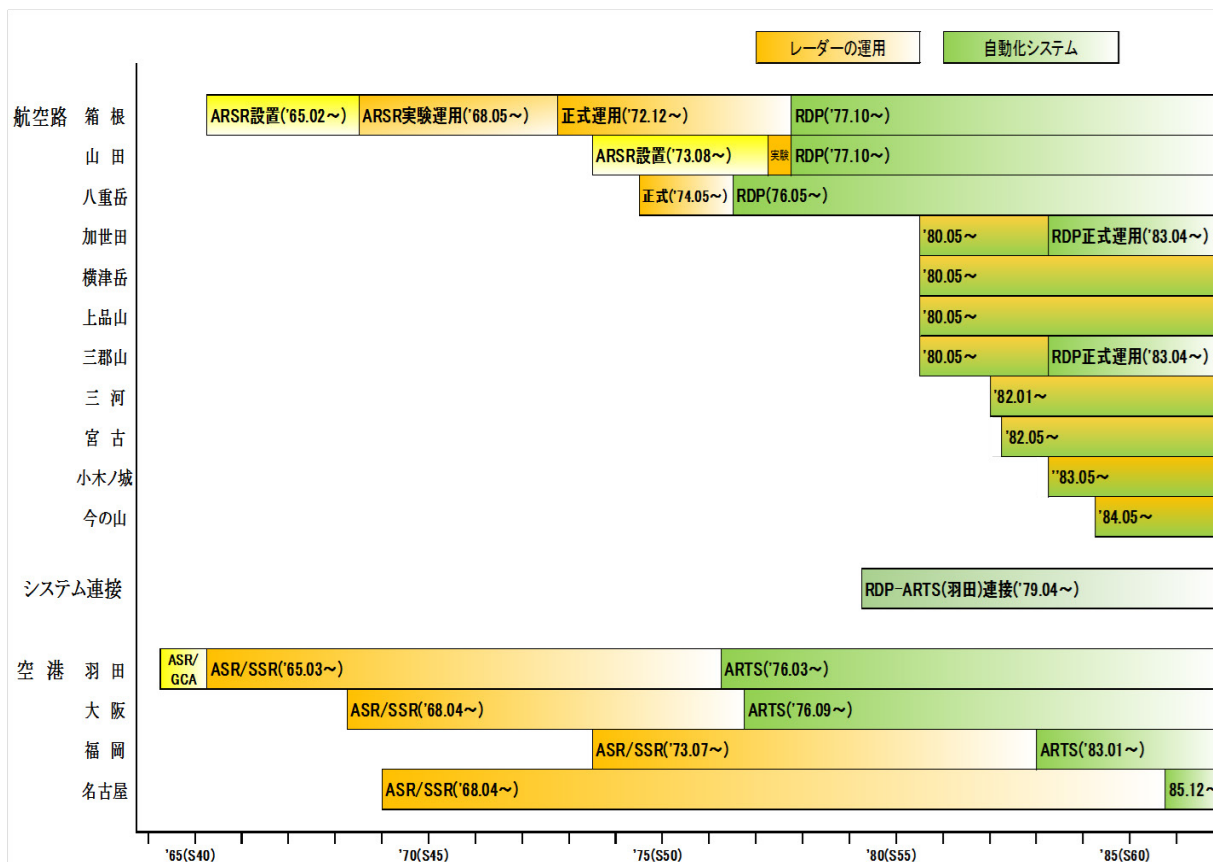 レーダーの運用 自動化システム
航空路 箱根 ARSR設置('65.02～) ARSR実験運用('68.05～) 正式運用('72.12～) RDP('77.10～)
山田 ARSR設置('73.08～) 実験 RDP('77.10～)
八重岳 正式('74.05～) RDP(76.05～)
加世田 '80.05～ RDP正式運用('83.04～)
横津岳 '80.05～
上品山 '80.05～
三郡山 '80.05～ RDP正式運用('83.04～)
三河 '82.01～
宮古 '82.05～
小木ノ城 ''83.05～
今の山 '84.05～
システム連接 RDP-ARTS(羽田)連接('79.04～)
空港 羽田 ASR/GCA ASR/SSR('65.03～) ARTS('76.03～)
大阪 ASR/SSR('68.04～) ARTS('76.09～)
福岡 ASR/SSR('73.07～) ARTS('83.01～)
名古屋 ASR/SSR('68.04～) 85.12～
'65(S40) '70(S45) '75(S50) '80(S55) '85(S60)